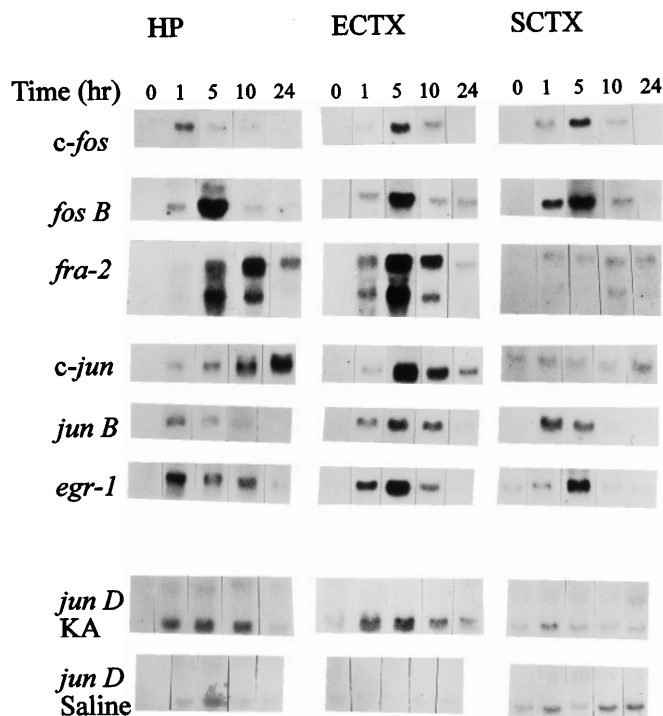 HP ECTX SCTX
Time (hr) 0 1 5 10 24 0 1 5 10 24 0 1 5 10 24
c-fos
fos B
fra-2
c-jun
jun B
egr-1
jun D
KA
jun D
Saline